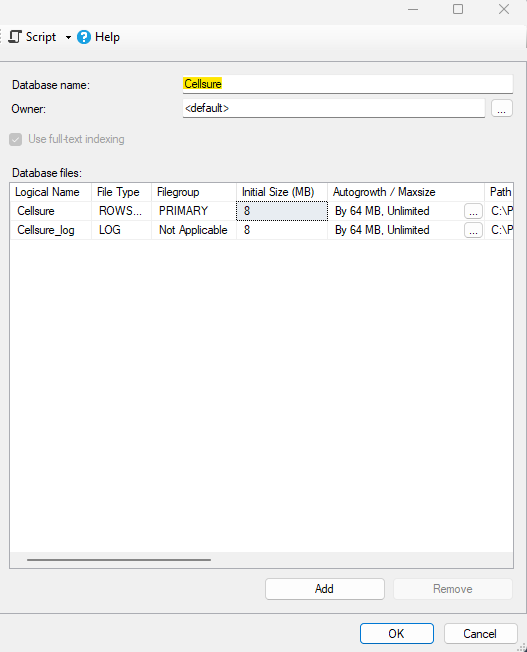 Script Help
Database name: Cellsure
Owner: <default> ...
Use full-text indexing
Database files:
Logical Name File Type Filegroup Initial Size (MB) Autogrowth / Maxsize Path
Cellsure ROWS... PRIMARY 8 By 64 MB, Unlimited ... C:\P
Cellsure_log LOG Not Applicable 8 By 64 MB, Unlimited ... C:\P
Add Remove
OK Cancel